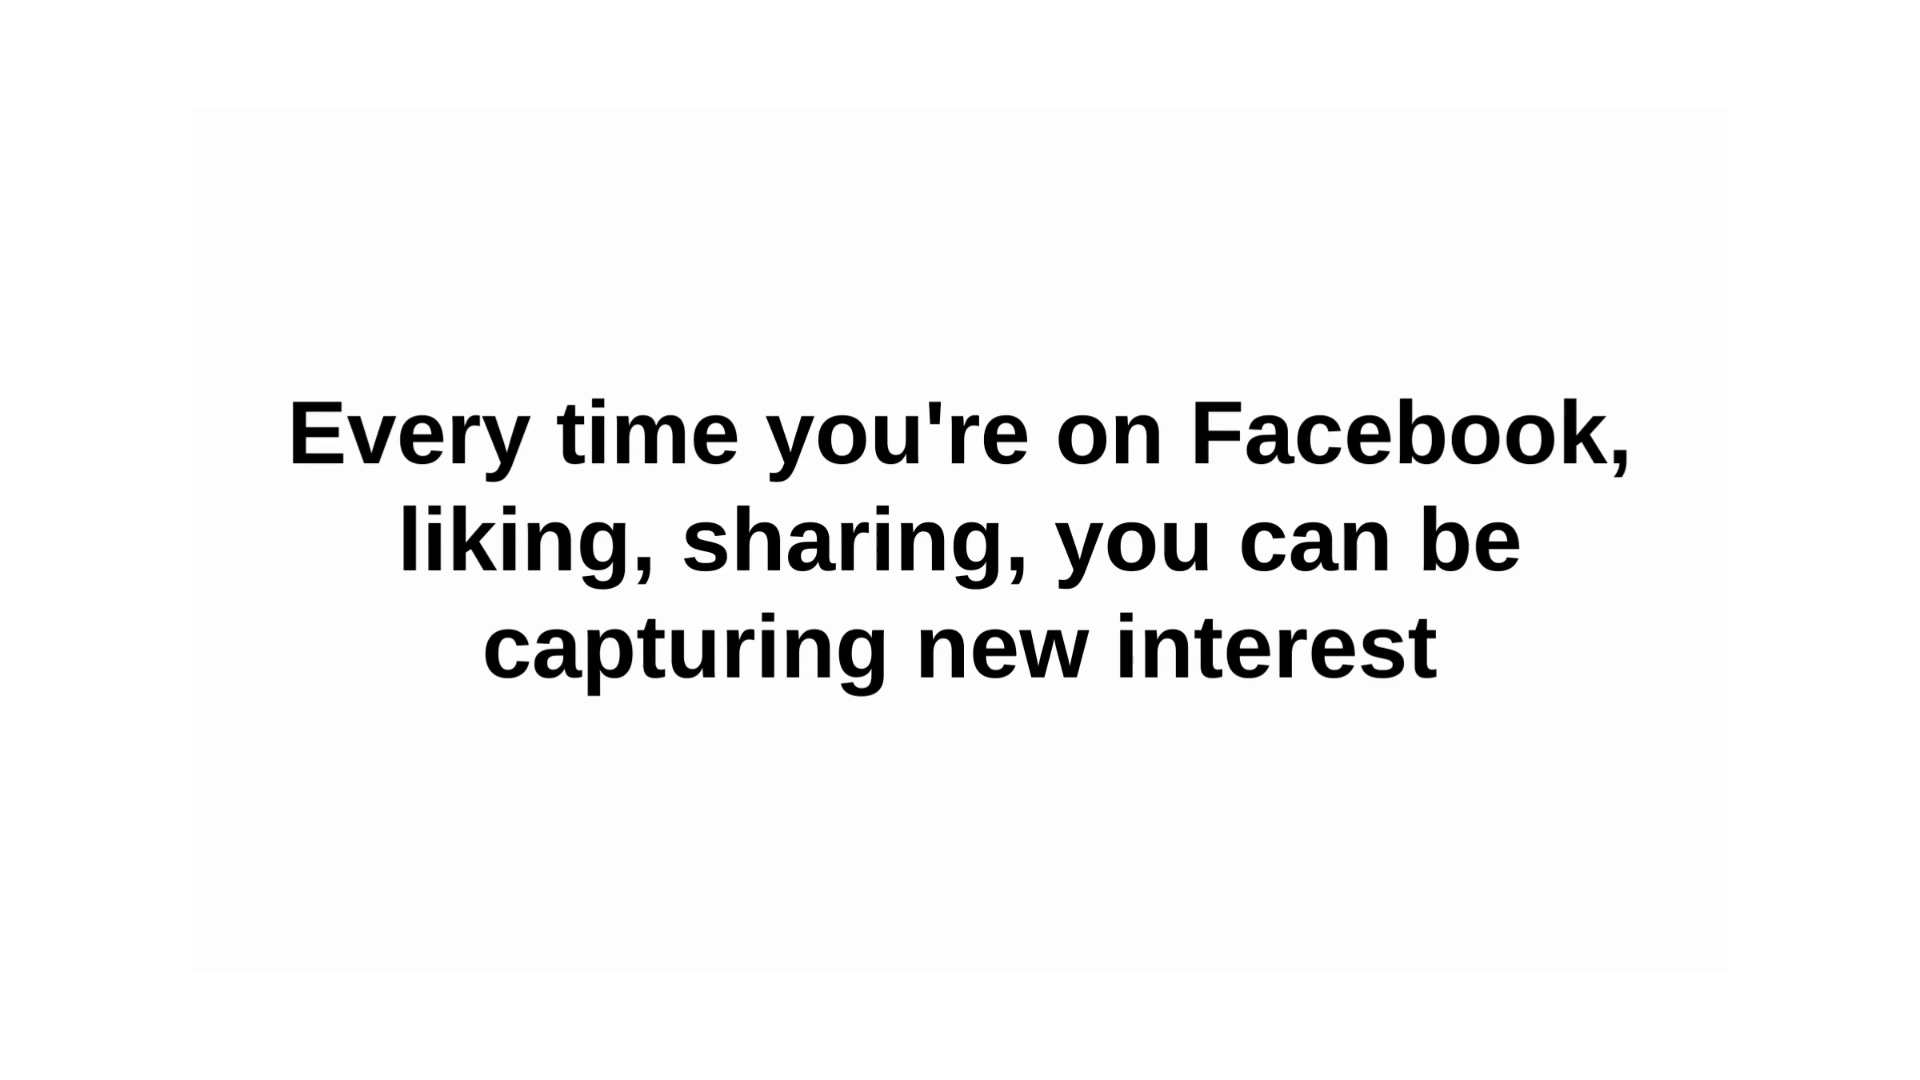 Every time you're on Facebook,
liking, sharing, you can be
capturing new interest